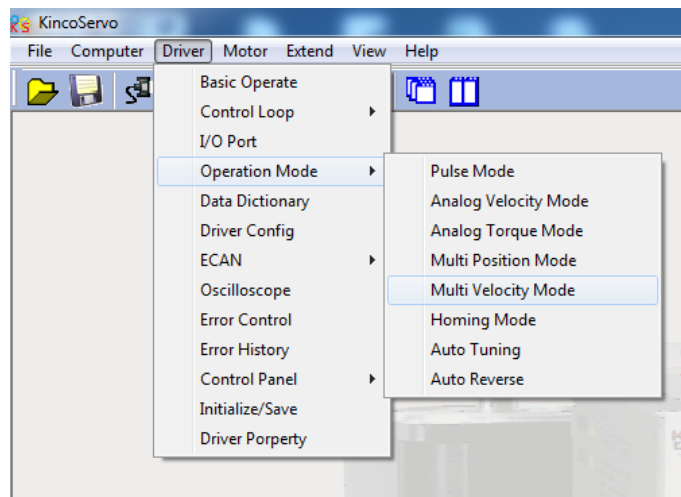 KincoServo
File Computer Driver Motor Extend View Help
Basic Operate
Control Loop
I/O Port
Operation Mode
Data Dictionary
Driver Config
ECAN
Oscilloscope
Error Control
Error History
Control Panel
Initialize/Save
Driver Porperty
Pulse Mode
Analog Velocity Mode
Analog Torque Mode
Multi Position Mode
Multi Velocity Mode
Homing Mode
Auto Tuning
Auto Reverse